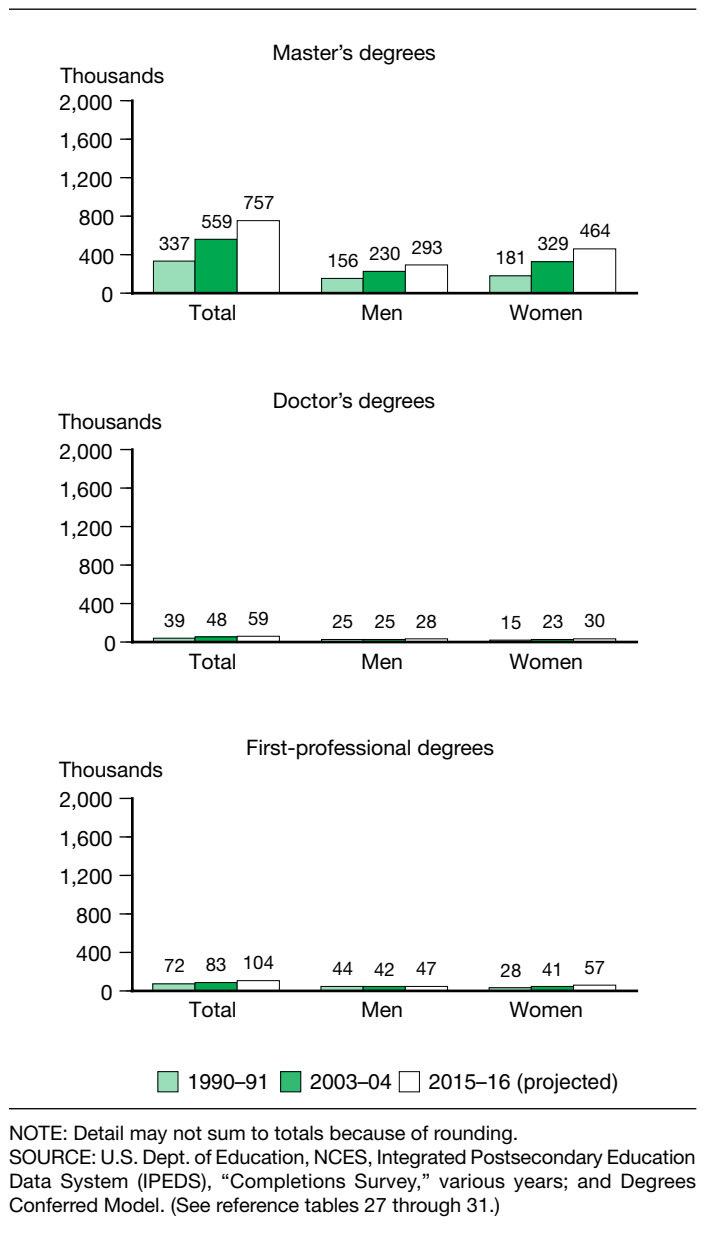 Master’s degrees
Thousands
2,000
1,600
1,200
800
400
0
337 559 757
156 230 293
181 329 464
Total Men Women
Doctor’s degrees
Thousands
2,000
1,600
1,200
800
400
0
39 48 59
25 25 28
15 23 30
Total Men Women
First-professional degrees
Thousands
2,000
1,600
1,200
800
400
0
72 83 104
44 42 47
28 41 57
Total Men Women
1990–91 2003–04 2015–16 (projected)
NOTE: Detail may not sum to totals because of rounding.
SOURCE: U.S. Dept. of Education, NCES, Integrated Postsecondary Education
Data System (IPEDS), “Completions Survey,” various years; and Degrees
Conferred Model. (See reference tables 27 through 31.)